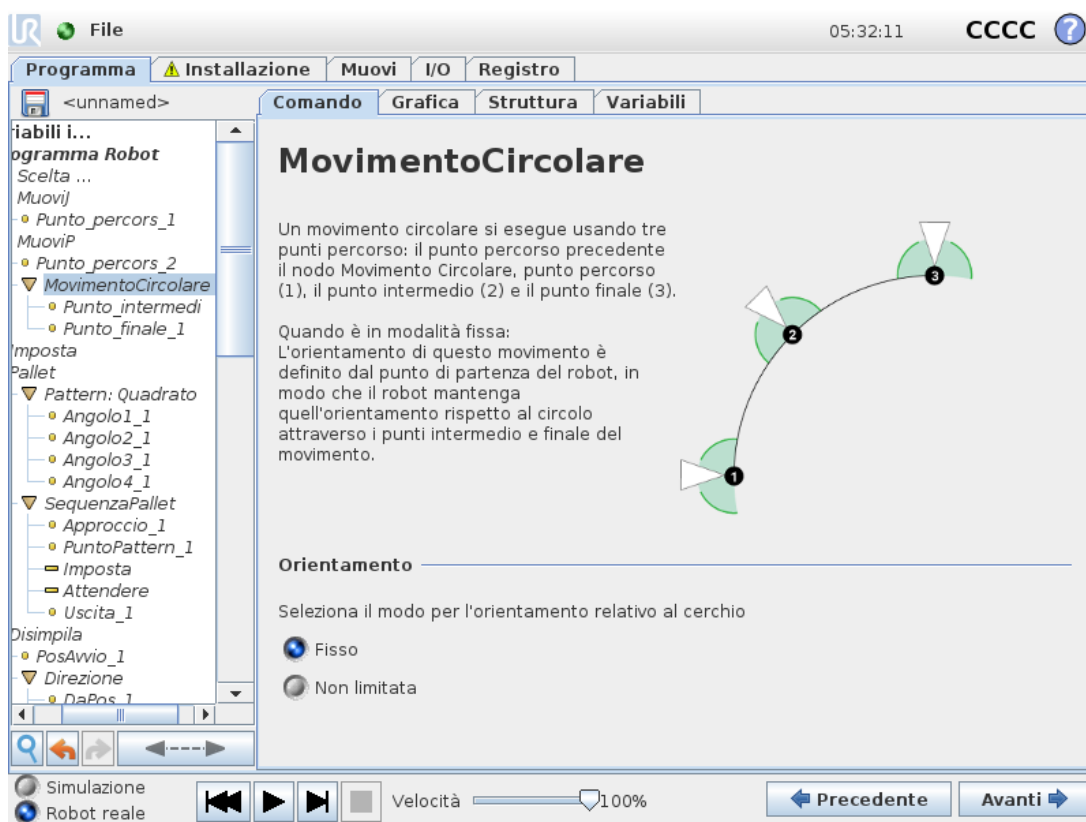 UR File 05:32:11 CCCC ?
Programma Installazione Muovi I/O Registro
<unnamed> Comando Grafica Struttura Variabili
riabili i...
ogramma Robot
Scelta ...
MuoviJ
Punto_percors_1
MuoviP
Punto_percors_2
MovimentoCircolare
Punto_intermedi
Punto_finale_1
Imposta
Pallet
Pattern: Quadrato
Angolo1_1
Angolo2_1
Angolo3_1
Angolo4_1
SequenzaPallet
Approccio_1
PuntoPattern_1
Imposta
Attendere
Uscita_1
Disimpila
PosAvvio_1
Direzione
DaPos_1
MovimentoCircolare
Un movimento circolare si esegue usando tre
punti percorso: il punto percorso precedente
il nodo Movimento Circolare, punto percorso
(1), il punto intermedio (2) e il punto finale (3).
Quando è in modalità fissa:
L'orientamento di questo movimento è
definito dal punto di partenza del robot, in
modo che il robot mantenga
quell'orientamento rispetto al circolo
attraverso i punti intermedio e finale del
movimento.
3
2
1
Orientamento
Seleziona il modo per l'orientamento relativo al cerchio
Fisso
Non limitata
Simulazione
Robot reale
Velocità 100%
Precedente Avanti